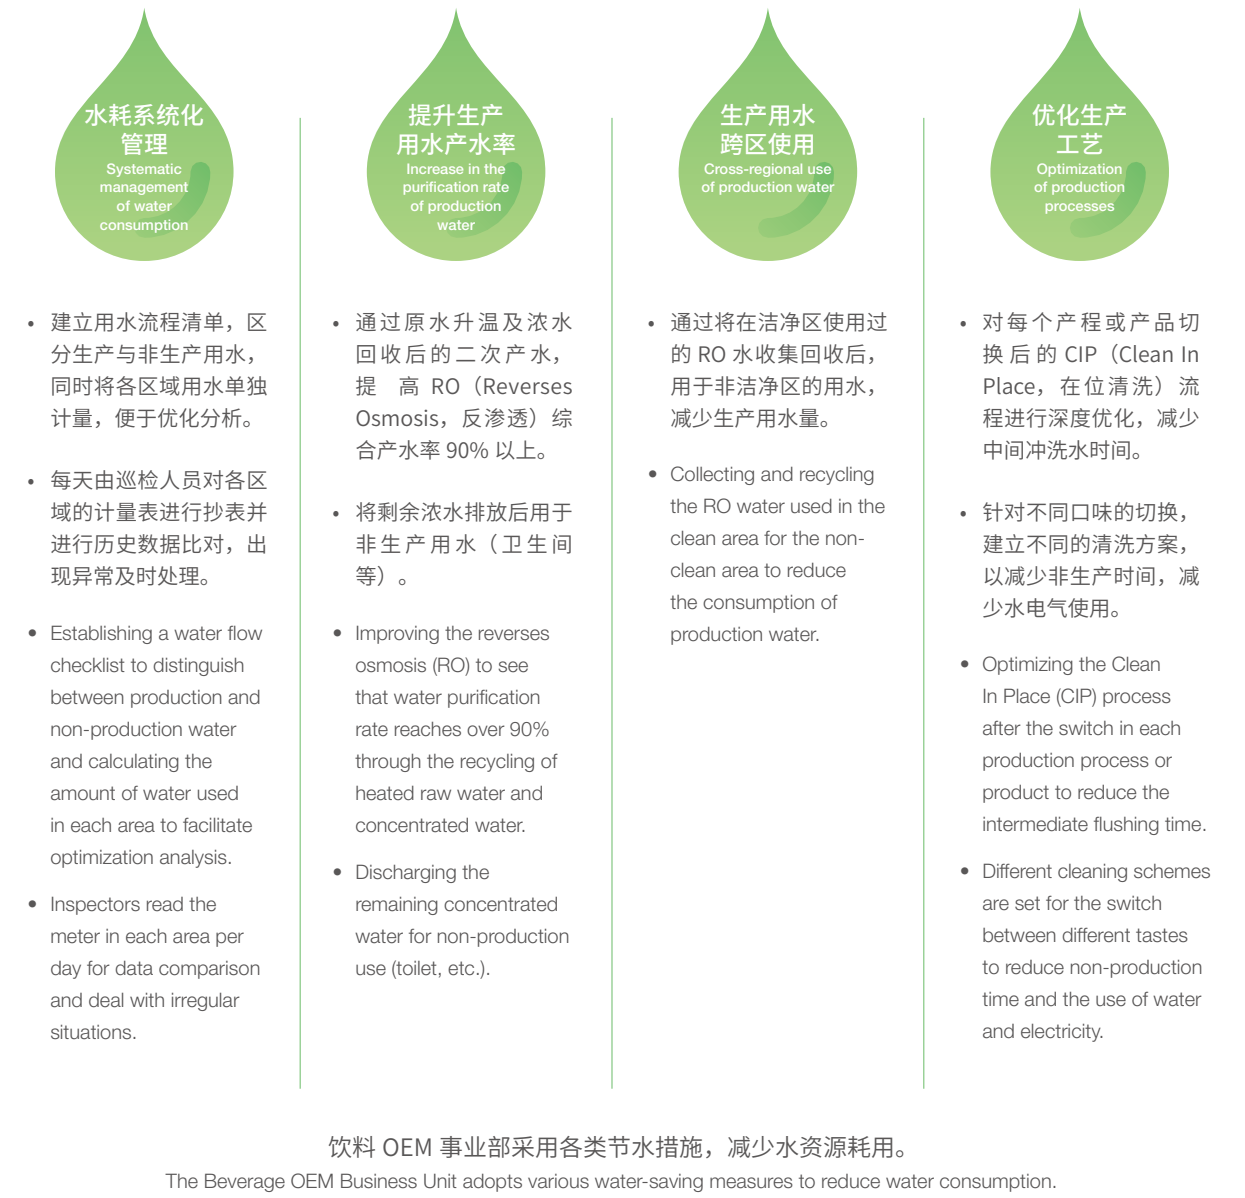 水耗系统化
管理
Systematic
management
of water
consumption
• 建立用水流程清单，区
分生产与非生产用水，
同时将各区域用水单独
计量，便于优化分析。
• 每天由巡检人员对各区
域的计量表进行抄表并
进行历史数据比对，出
现异常及时处理。
• Establishing a water flow
checklist to distinguish
between production and
non-production water
and calculating the
amount of water used
in each area to facilitate
optimization analysis.
• Inspectors read the
meter in each area per
day for data comparison
and deal with irregular
situations.
提升生产
用水产水率
Increase in the
purification rate
of production
water
• 通过原水升温及浓水
回收后的二次产水，
提 高 RO（Reverses
Osmosis，反渗透）综
合产水率 90% 以上。
• 将剩余浓水排放后用于
非生产用水（卫生间
等）。
• Improving the reverses
osmosis (RO) to see
that water purification
rate reaches over 90%
through the recycling of
heated raw water and
concentrated water.
• Discharging the
remaining concentrated
water for non-production
use (toilet, etc.).
生产用水
跨区使用
Cross-regional use
of production water
• 通过将在洁净区使用过
的 RO 水收集回收后，
用于非洁净区的用水，
减少生产用水量。
• Collecting and recycling
the RO water used in the
clean area for the non-
clean area to reduce
the consumption of
production water.
优化生产
工艺
Optimization
of production
processes
• 对每个产程或产品切
换后的 CIP（Clean In
Place，在位清洗）流
程进行深度优化，减少
中间冲洗水时间。
• 针对不同口味的切换，
建立不同的清洗方案，
以减少非生产时间，减
少水电气使用。
• Optimizing the Clean
In Place (CIP) process
after the switch in each
production process or
product to reduce the
intermediate flushing time.
• Different cleaning schemes
are set for the switch
between different tastes
to reduce non-production
time and the use of water
and electricity.
饮料 OEM 事业部采用各类节水措施，减少水资源耗用。
The Beverage OEM Business Unit adopts various water-saving measures to reduce water consumption.